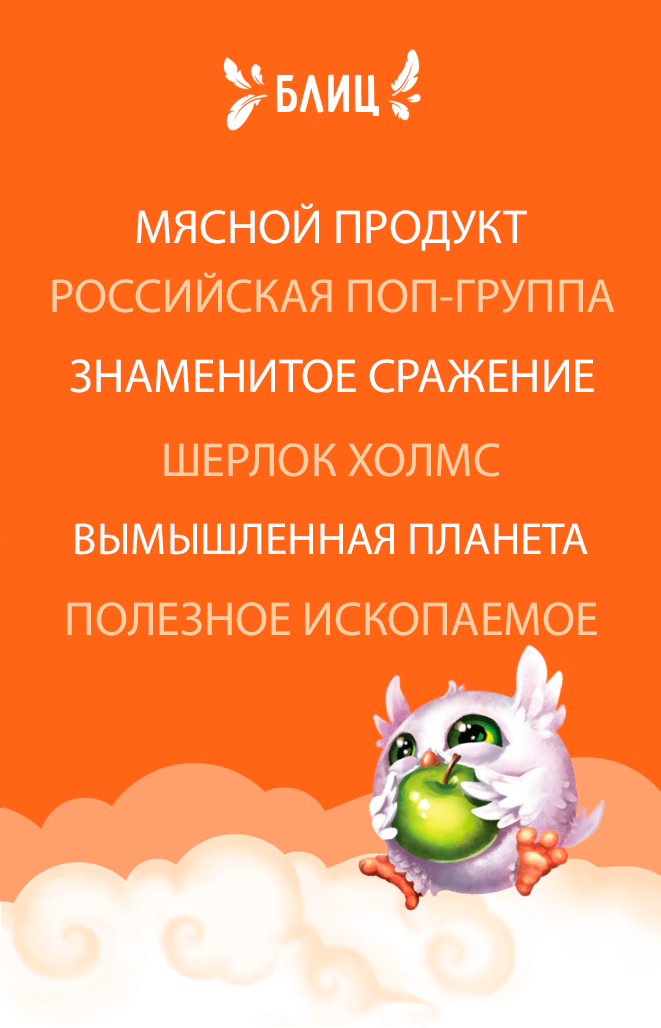 БЛИЦ
МЯСНОЙ ПРОДУКТ
РОССИЙСКАЯ ПОП-ГРУППА
ЗНАМЕНИТОЕ СРАЖЕНИЕ
ШЕРЛОК ХОЛМС
ВЫМЫШЛЕННАЯ ПЛАНЕТА
ПОЛЕЗНОЕ ИСКОПАЕМОЕ